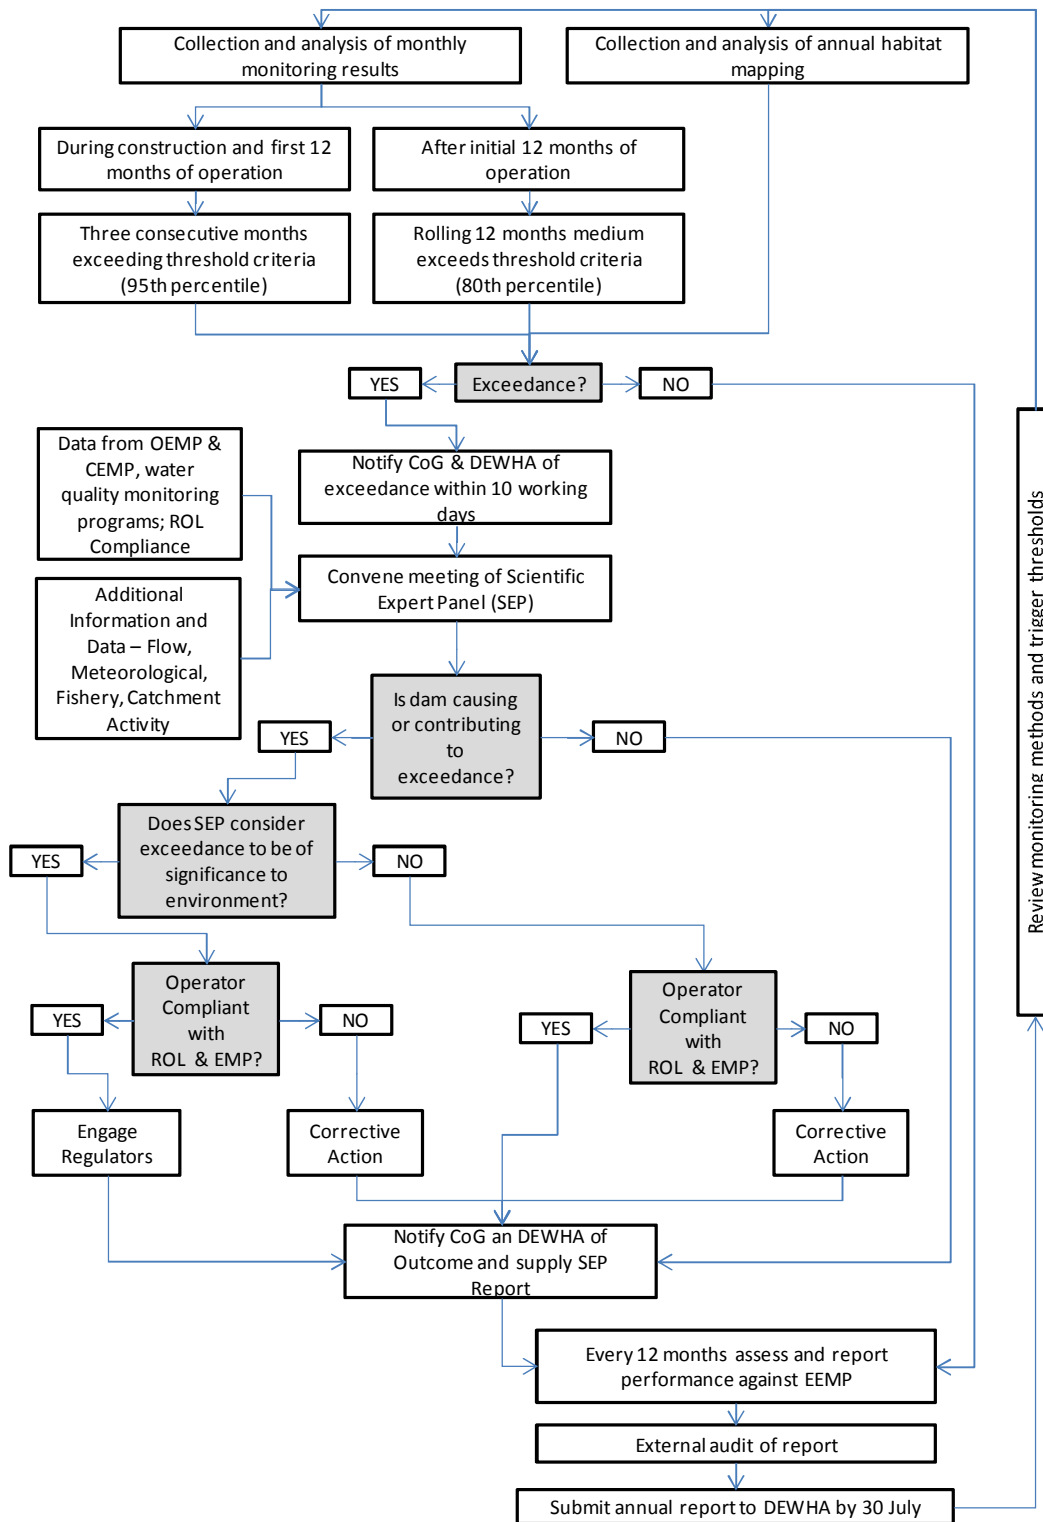 Collection and analysis of monthly
monitoring results
Collection and analysis of annual habitat
mapping
During construction and first 12
months of operation
After initial 12 months of
operation
Three consecutive months
exceeding threshold criteria
(95th percentile)
Rolling 12 months medium
exceeds threshold criteria
(80th percentile)
YES
Exceedance?
NO
Data from OEMP &
CEMP, water
quality monitoring
programs; ROL
Compliance
Notify CoG & DEWHA of
exceedance within 10 working
days
Additional
Information and
Data – Flow,
Meteorological,
Fishery, Catchment
Activity
Convene meeting of Scientific
Expert Panel (SEP)
YES
Is dam causing
or contributing
to
exceedance?
NO
YES
Does SEP consider
exceedance to be of
significance to
environment?
NO
YES
Operator
Compliant
with
ROL & EMP?
NO
YES
Operator
Compliant
with
ROL & EMP?
NO
Engage
Regulators
Corrective
Action
Corrective
Action
Notify CoG an DEWHA of
Outcome and supply SEP
Report
Every 12 months assess and report
performance against EEMP
External audit of report
Submit annual report to DEWHA by 30 July
Review monitoring methods and trigger thresholds